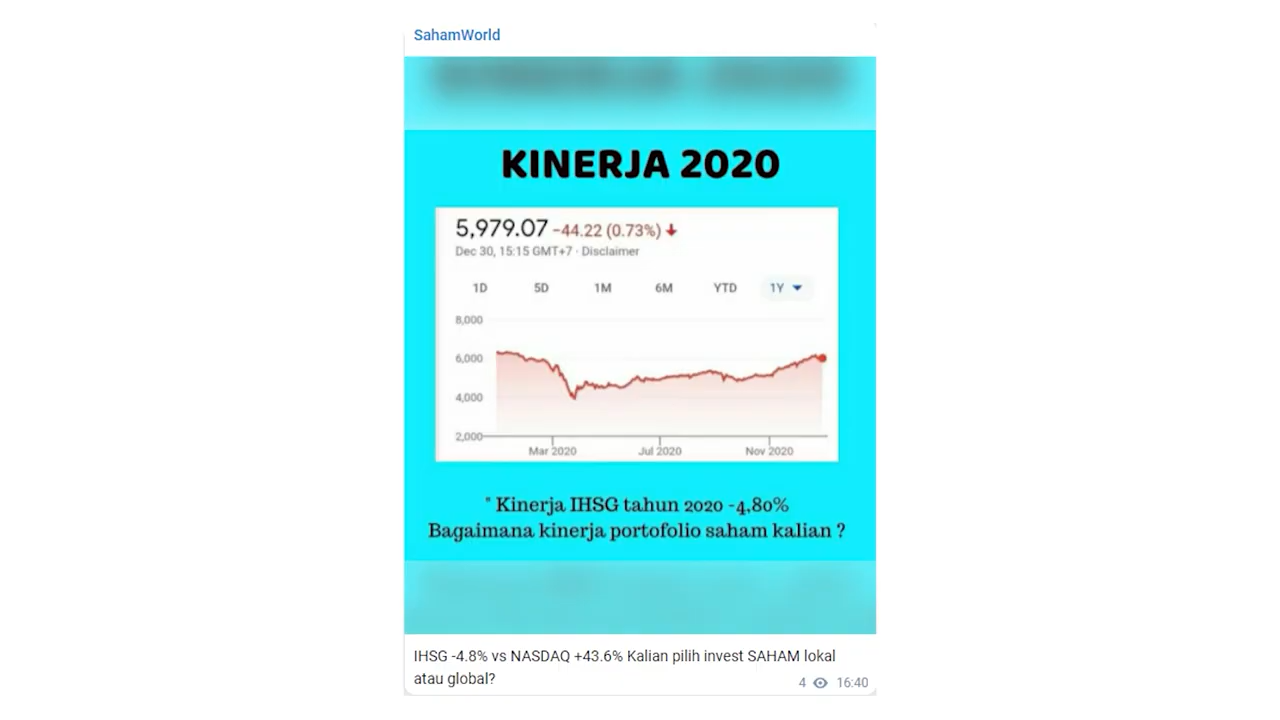 SahamWorld
KINERJA 2020
5,979.07 -44.22 (0.73%) ↓
Dec 30, 15:15 GMT+7 · Disclaimer
1D 5D 1M 6M YTD 1Y
8,000
6,000
4,000
2,000
Mar 2020 Jul 2020 Nov 2020
* Kinerja IHSG tahun 2020 -4,80%
Bagaimana kinerja portofolio saham kalian ?
IHSG -4.8% vs NASDAQ +43.6% Kalian pilih invest SAHAM lokal
atau global?
4 16:40